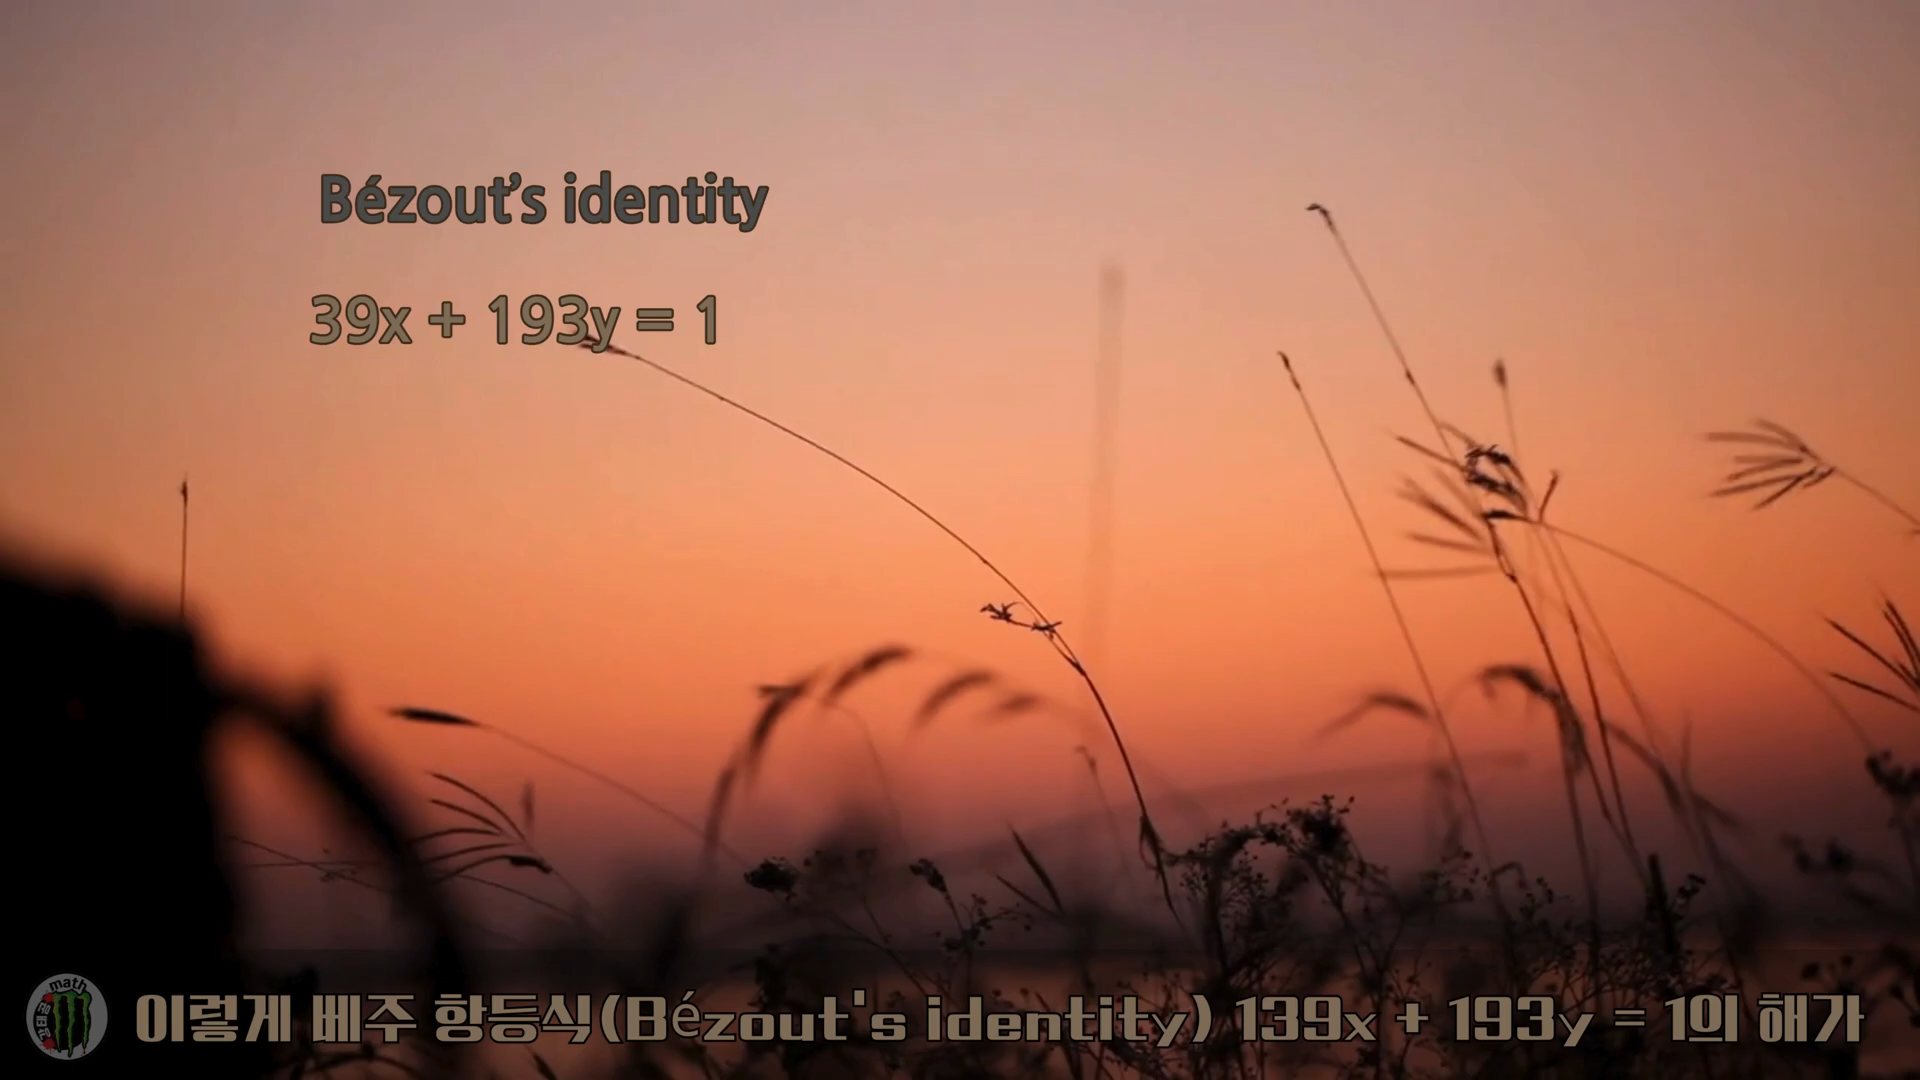 Bézout's identity
39x + 193y = 1
math
이렇게 베주 항등식(Bézout's identity) 139x + 193y = 1의 해가